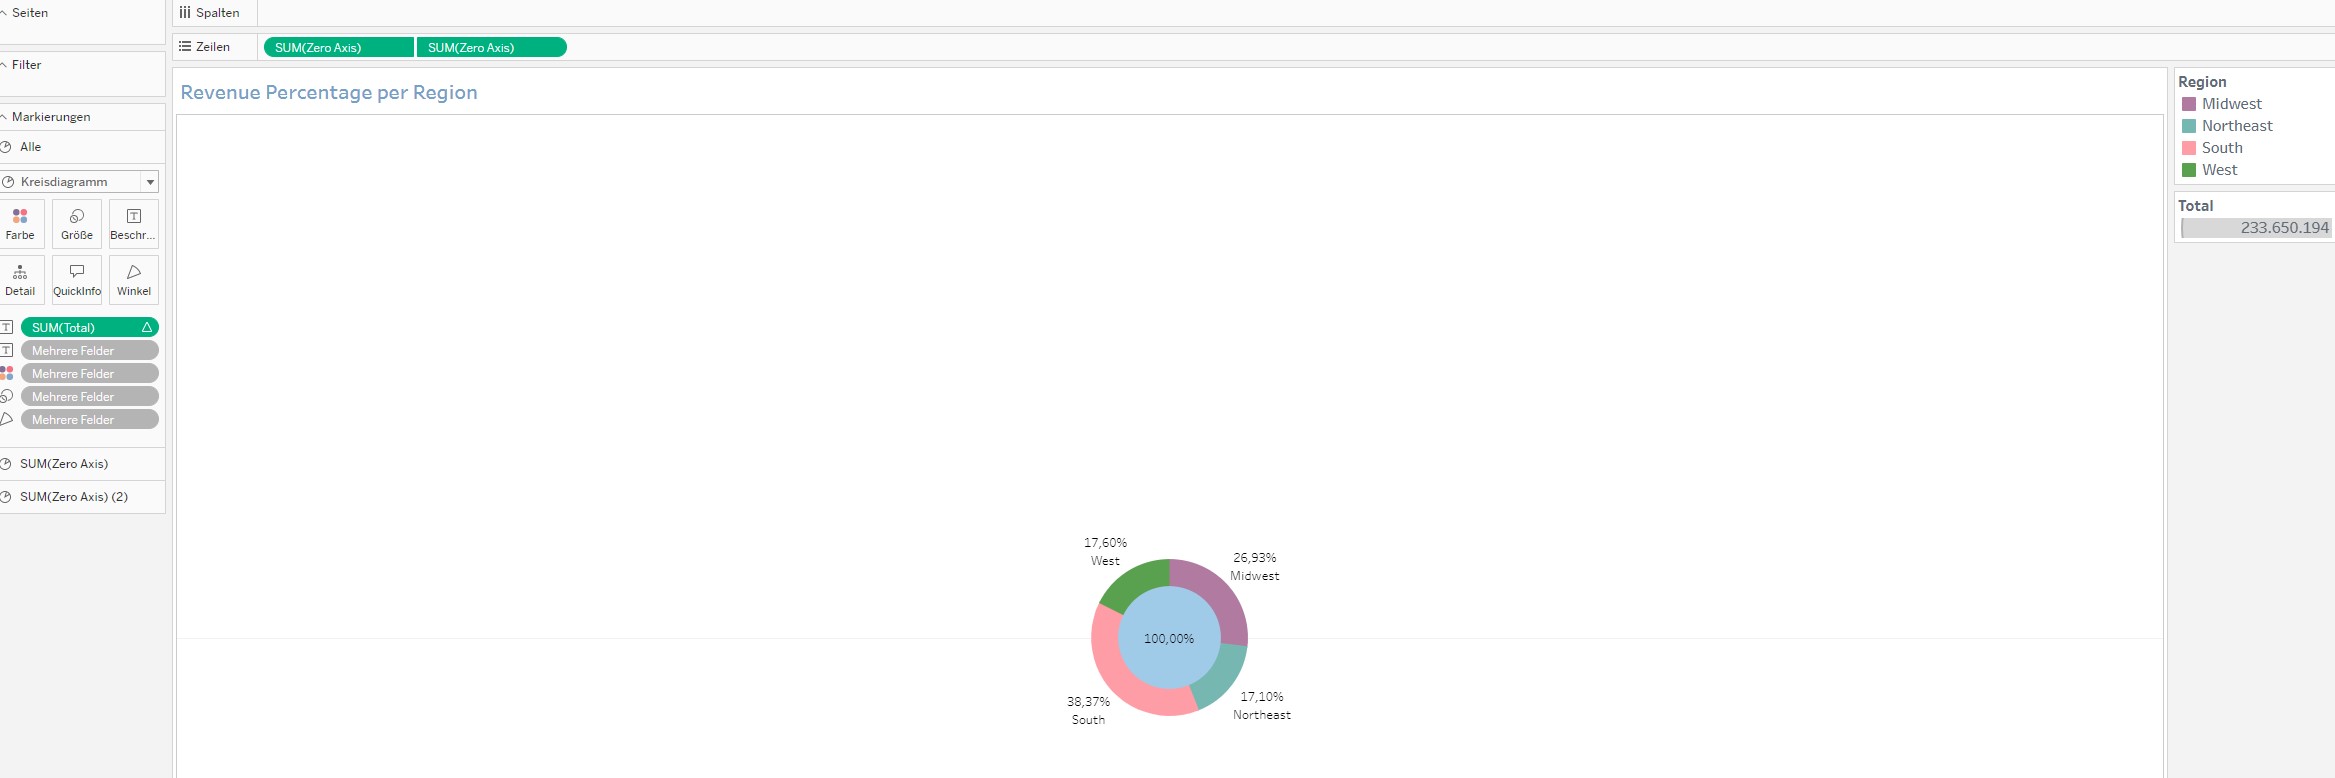 Seiten
Spalten
Zeilen
SUM(Zero Axis)
SUM(Zero Axis)
Filter
Markierungen
Alle
Kreisdiagramm
Farbe
Größe
Beschr...
Detail
QuickInfo
Winkel
SUM(Total)
Mehrere Felder
Mehrere Felder
Mehrere Felder
Mehrere Felder
SUM(Zero Axis)
SUM(Zero Axis) (2)
Revenue Percentage per Region
17,60%
West
26,93%
Midwest
100,00%
38,37%
South
17,10%
Northeast
Region
Midwest
Northeast
South
West
Total
233.650.194